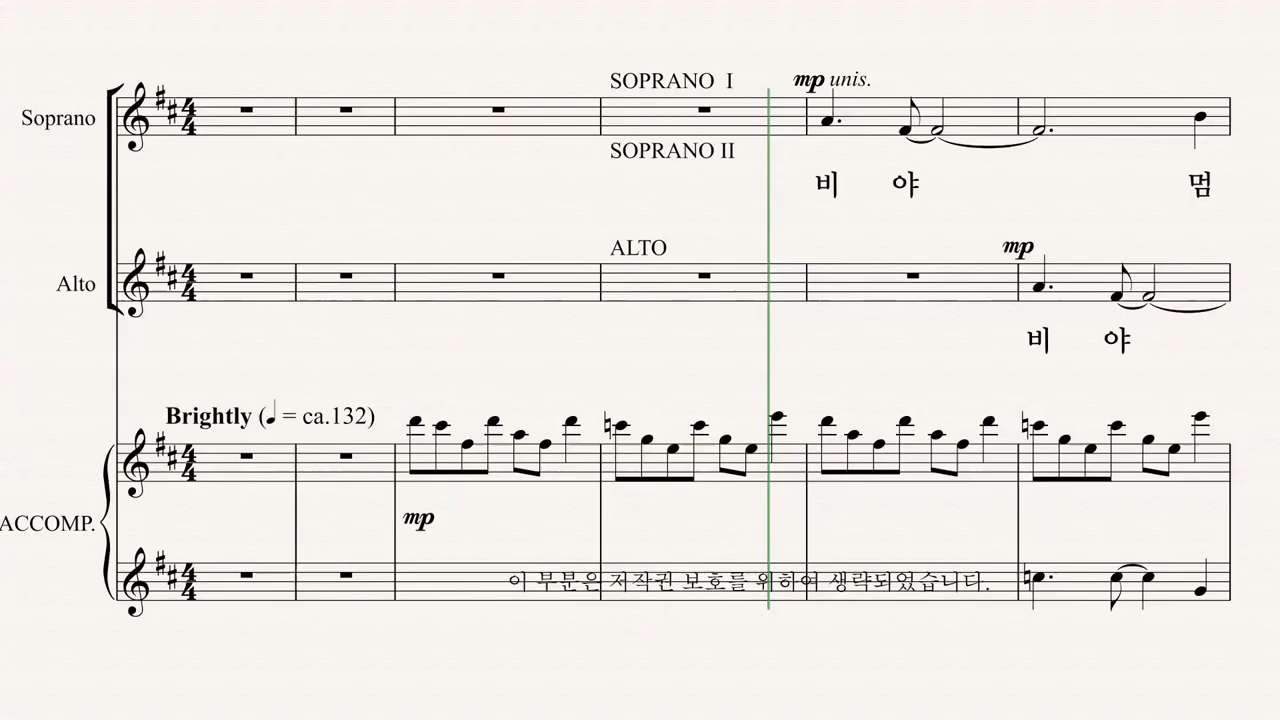 SOPRANO I
mp unis.
Soprano
SOPRANO II
비 야 멈
ALTO
mp
Alto
비 야
Brightly (♩ = ca.132)
mp
ACCOMP.
이 부분은 저작권 보호를 위하여 생략되었습니다.